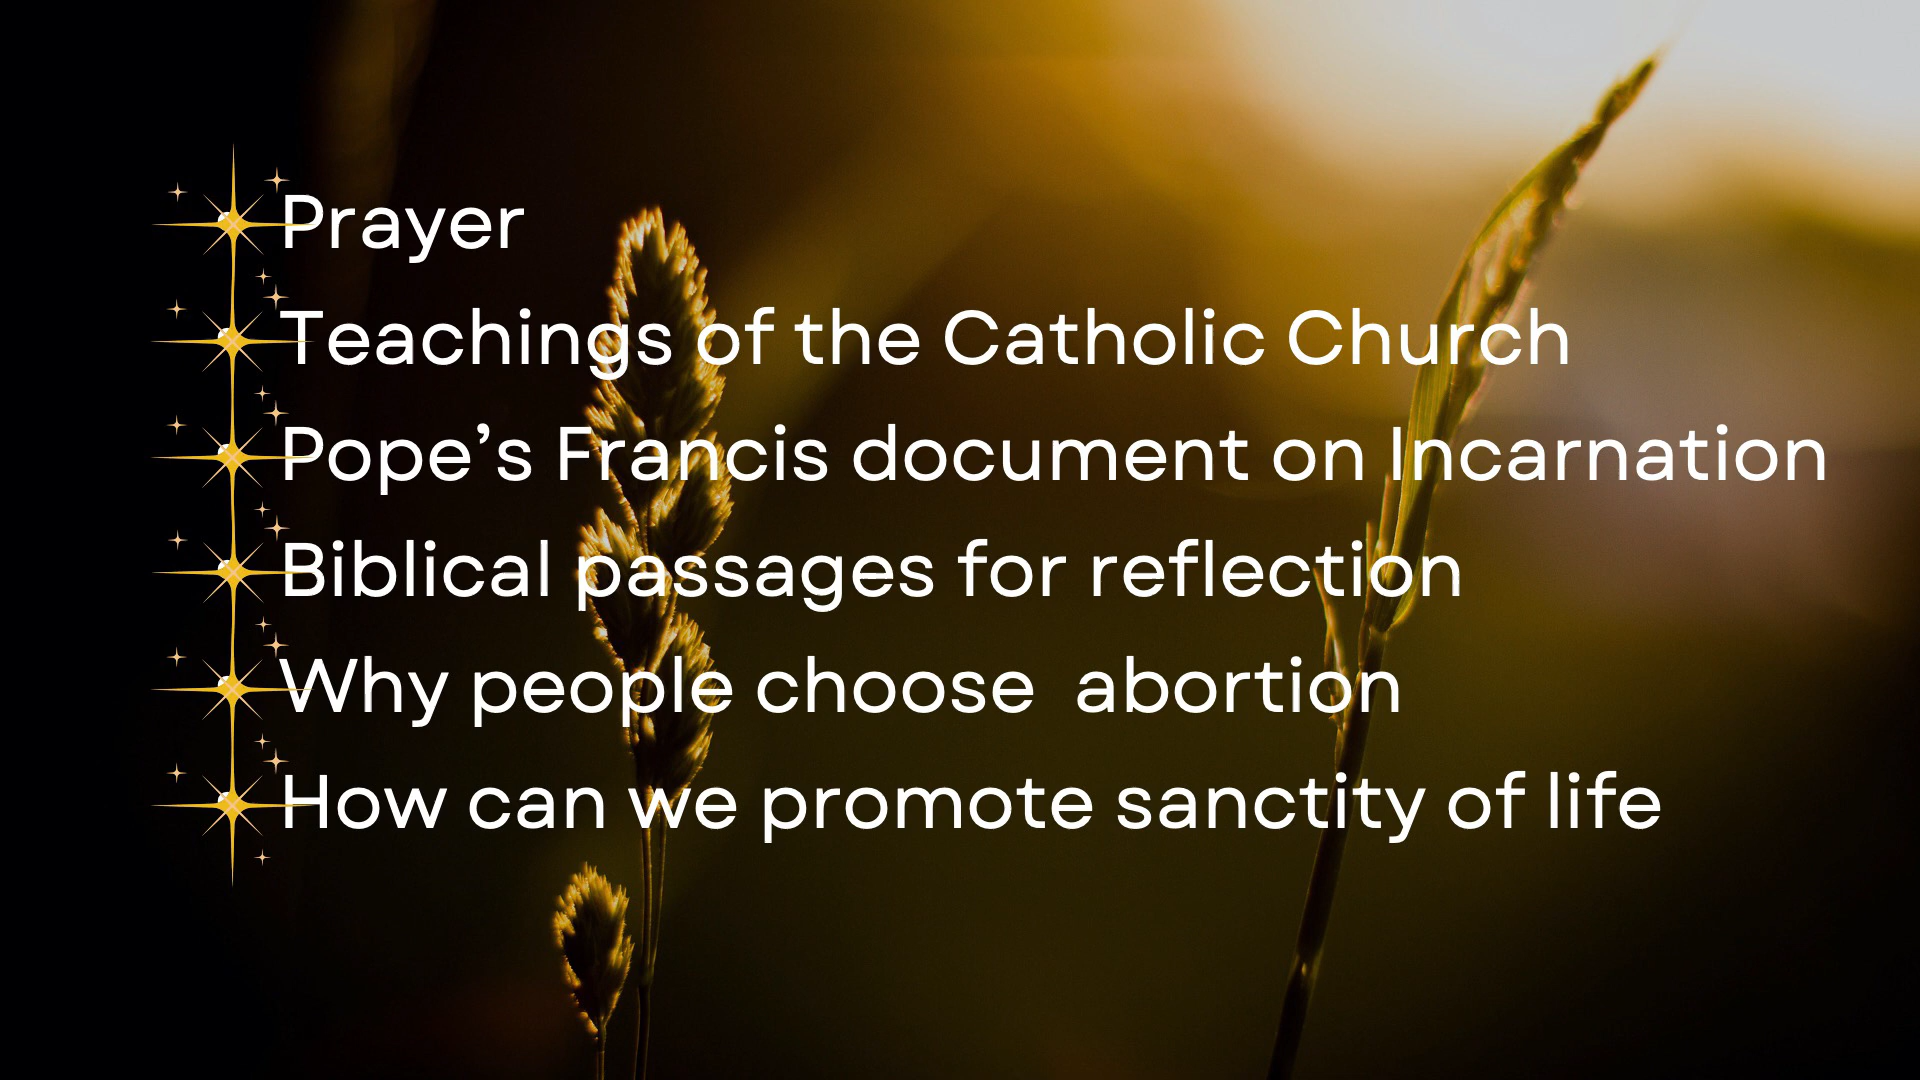 Prayer
Teachings of the Catholic Church
Pope’s Francis document on Incarnation
Biblical passages for reflection
Why people choose  abortion
How can we promote sanctity of life